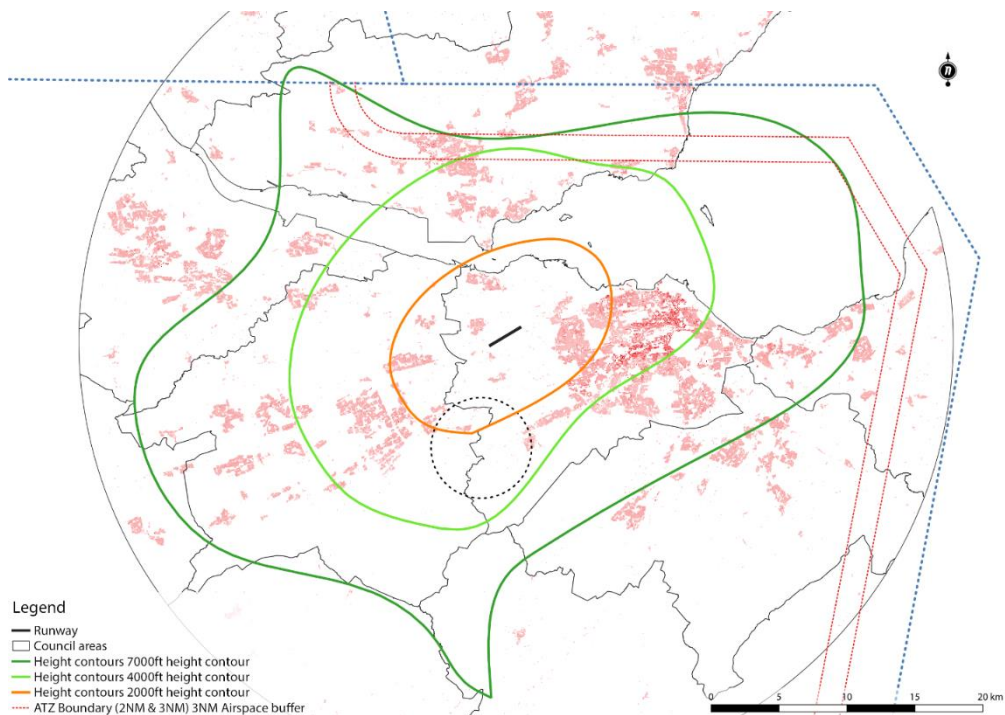 n
Legend
Runway
Council areas
Height contours 7000ft height contour
Height contours 4000ft height contour
Height contours 2000ft height contour
ATZ Boundary (2NM & 3NM) 3NM Airspace buffer
0 5 10 15 20 km